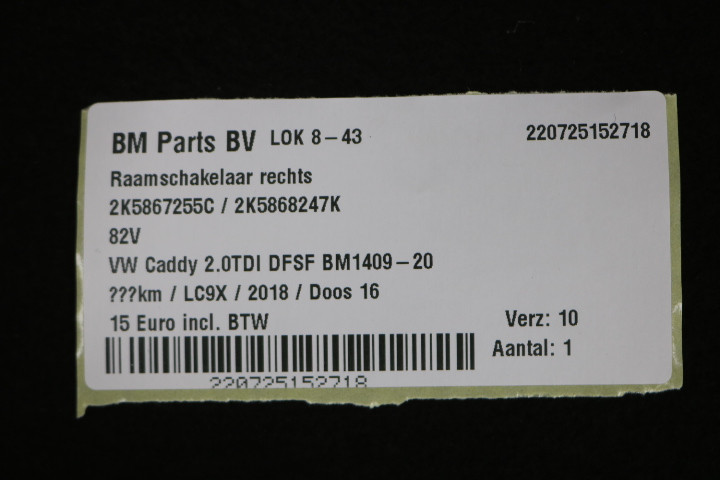 BM Parts BV LOK 8-43 220725152718
Raamschakelaar rechts
2K5867255C / 2K5868247K
82V
VW Caddy 2.0TDI DFSF BM1409-20
???km / LC9X / 2018 / Doos 16
15 Euro incl. BTW Verz: 10
Aantal: 1
220725152718